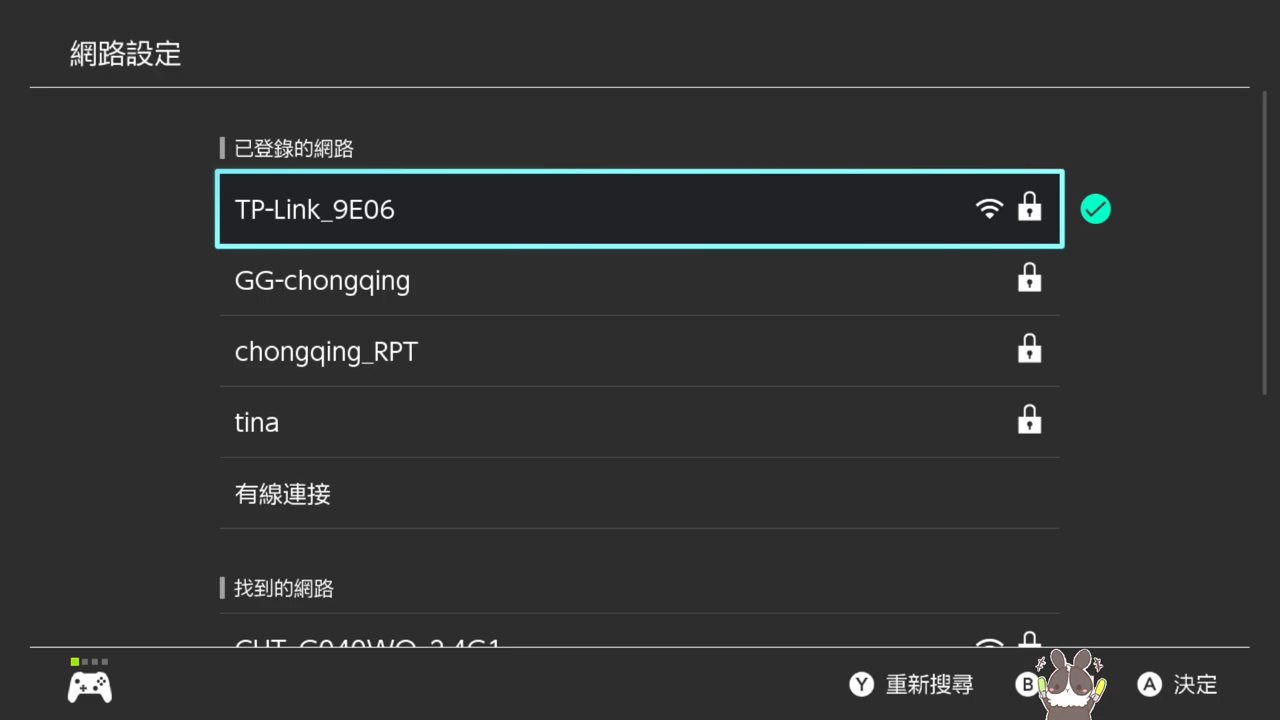 網路設定
已登錄的網路
TP-Link_9E06
GG-chongqing
chongqing_RPT
tina
有線連接
找到的網路
Y 重新搜尋 B A 決定